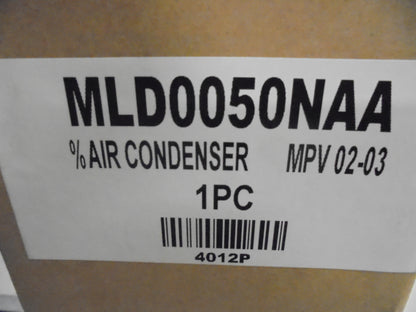 MLD0050NAA
% AIR CONDENSER MPV 02-03
1PC
4012P